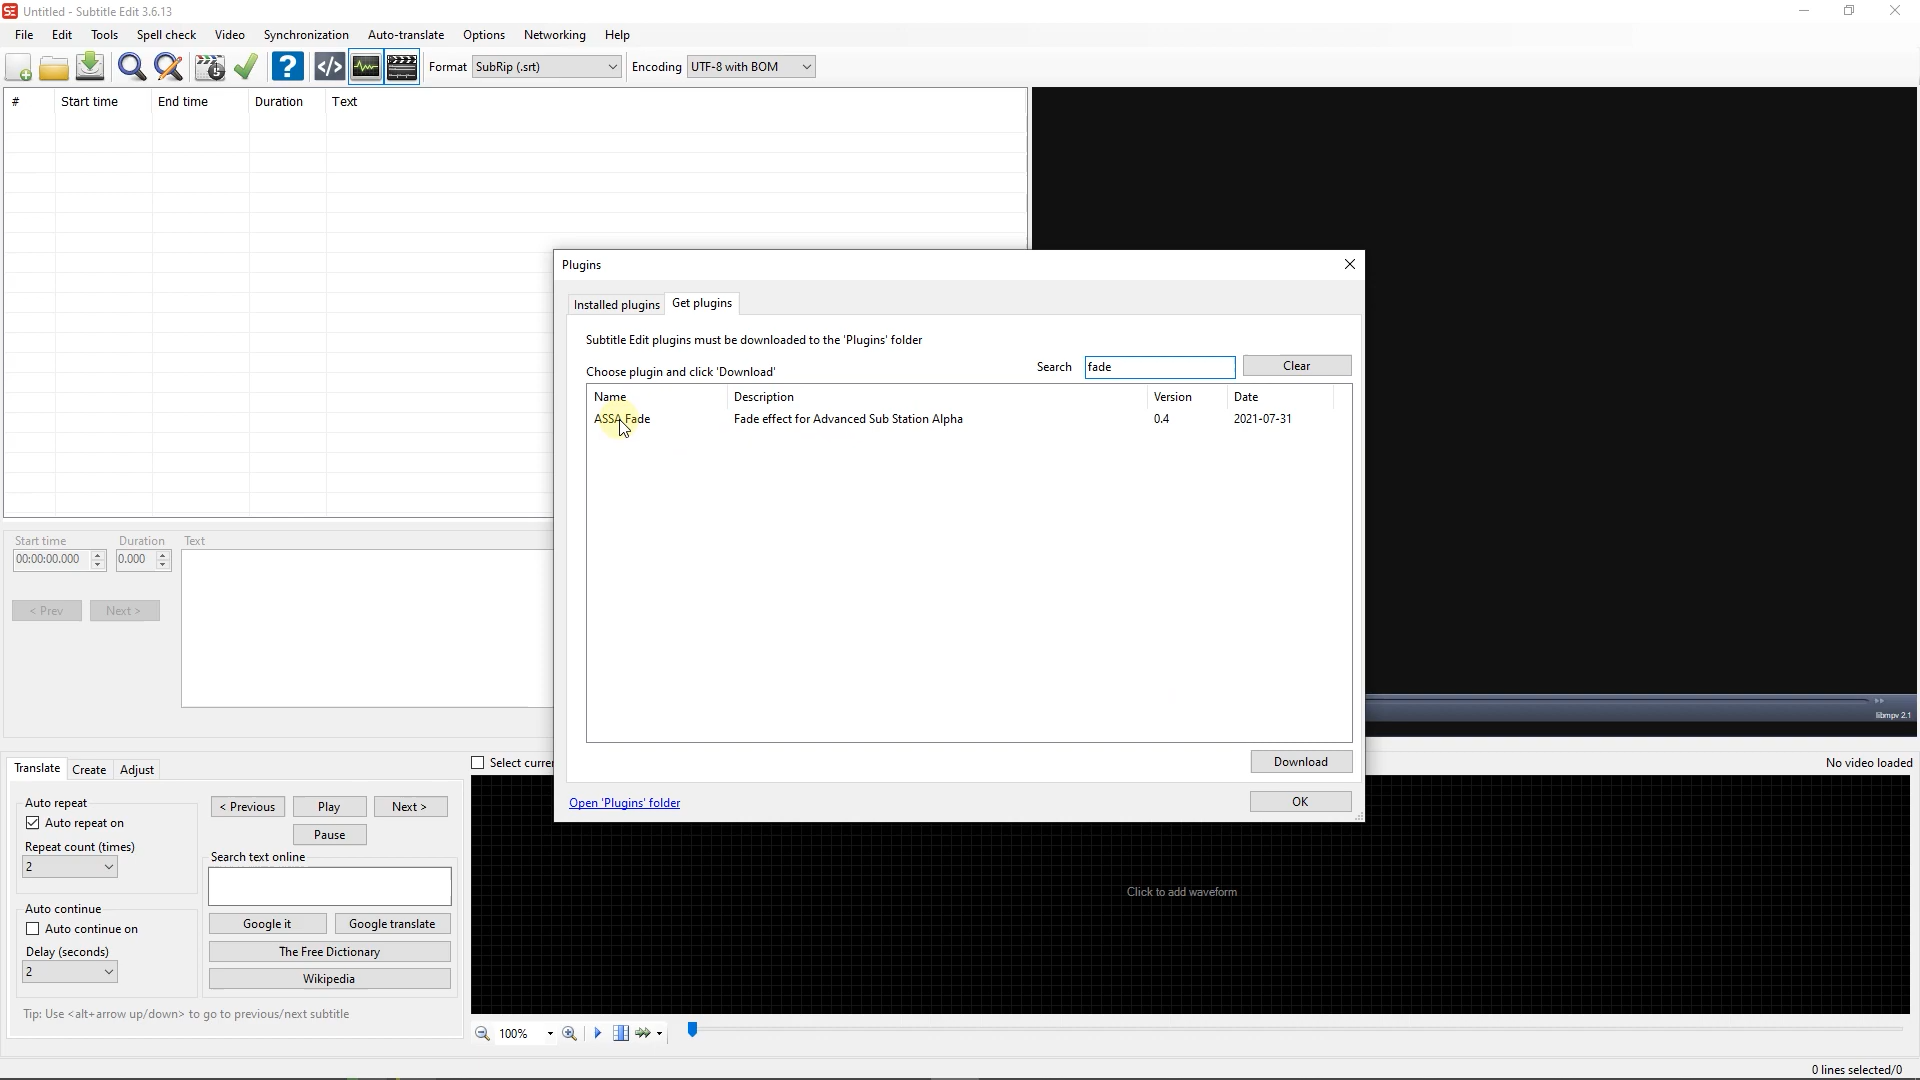 Untitled - Subtitle Edit 3.6.13
File Edit Tools Spell check Video Synchronization Auto-translate Options Networking Help
Format SubRip (.srt) Encoding UTF-8 with BOM
# Start time End time Duration Text
Plugins
Installed plugins Get plugins
Subtitle Edit plugins must be downloaded to the 'Plugins' folder
Choose plugin and click 'Download' Search fade Clear
Name Description Version Date
ASSA Fade Fade effect for Advanced Sub Station Alpha 0.4 2021-07-31
Download
Open 'Plugins' folder OK
Start time Duration Text
00:00:00.000 0.000
< Prev Next >
libmpv 2.1
Translate Create Adjust
Select curre
No video loaded
Auto repeat
Auto repeat on
Repeat count (times)
2
Auto continue
Auto continue on
Delay (seconds)
2
< Previous Play Next >
Pause
Search text online
Google it Google translate
The Free Dictionary
Wikipedia
Tip: Use <alt+arrow up/down> to go to previous/next subtitle
Click to add waveform
100%
0 lines selected/0